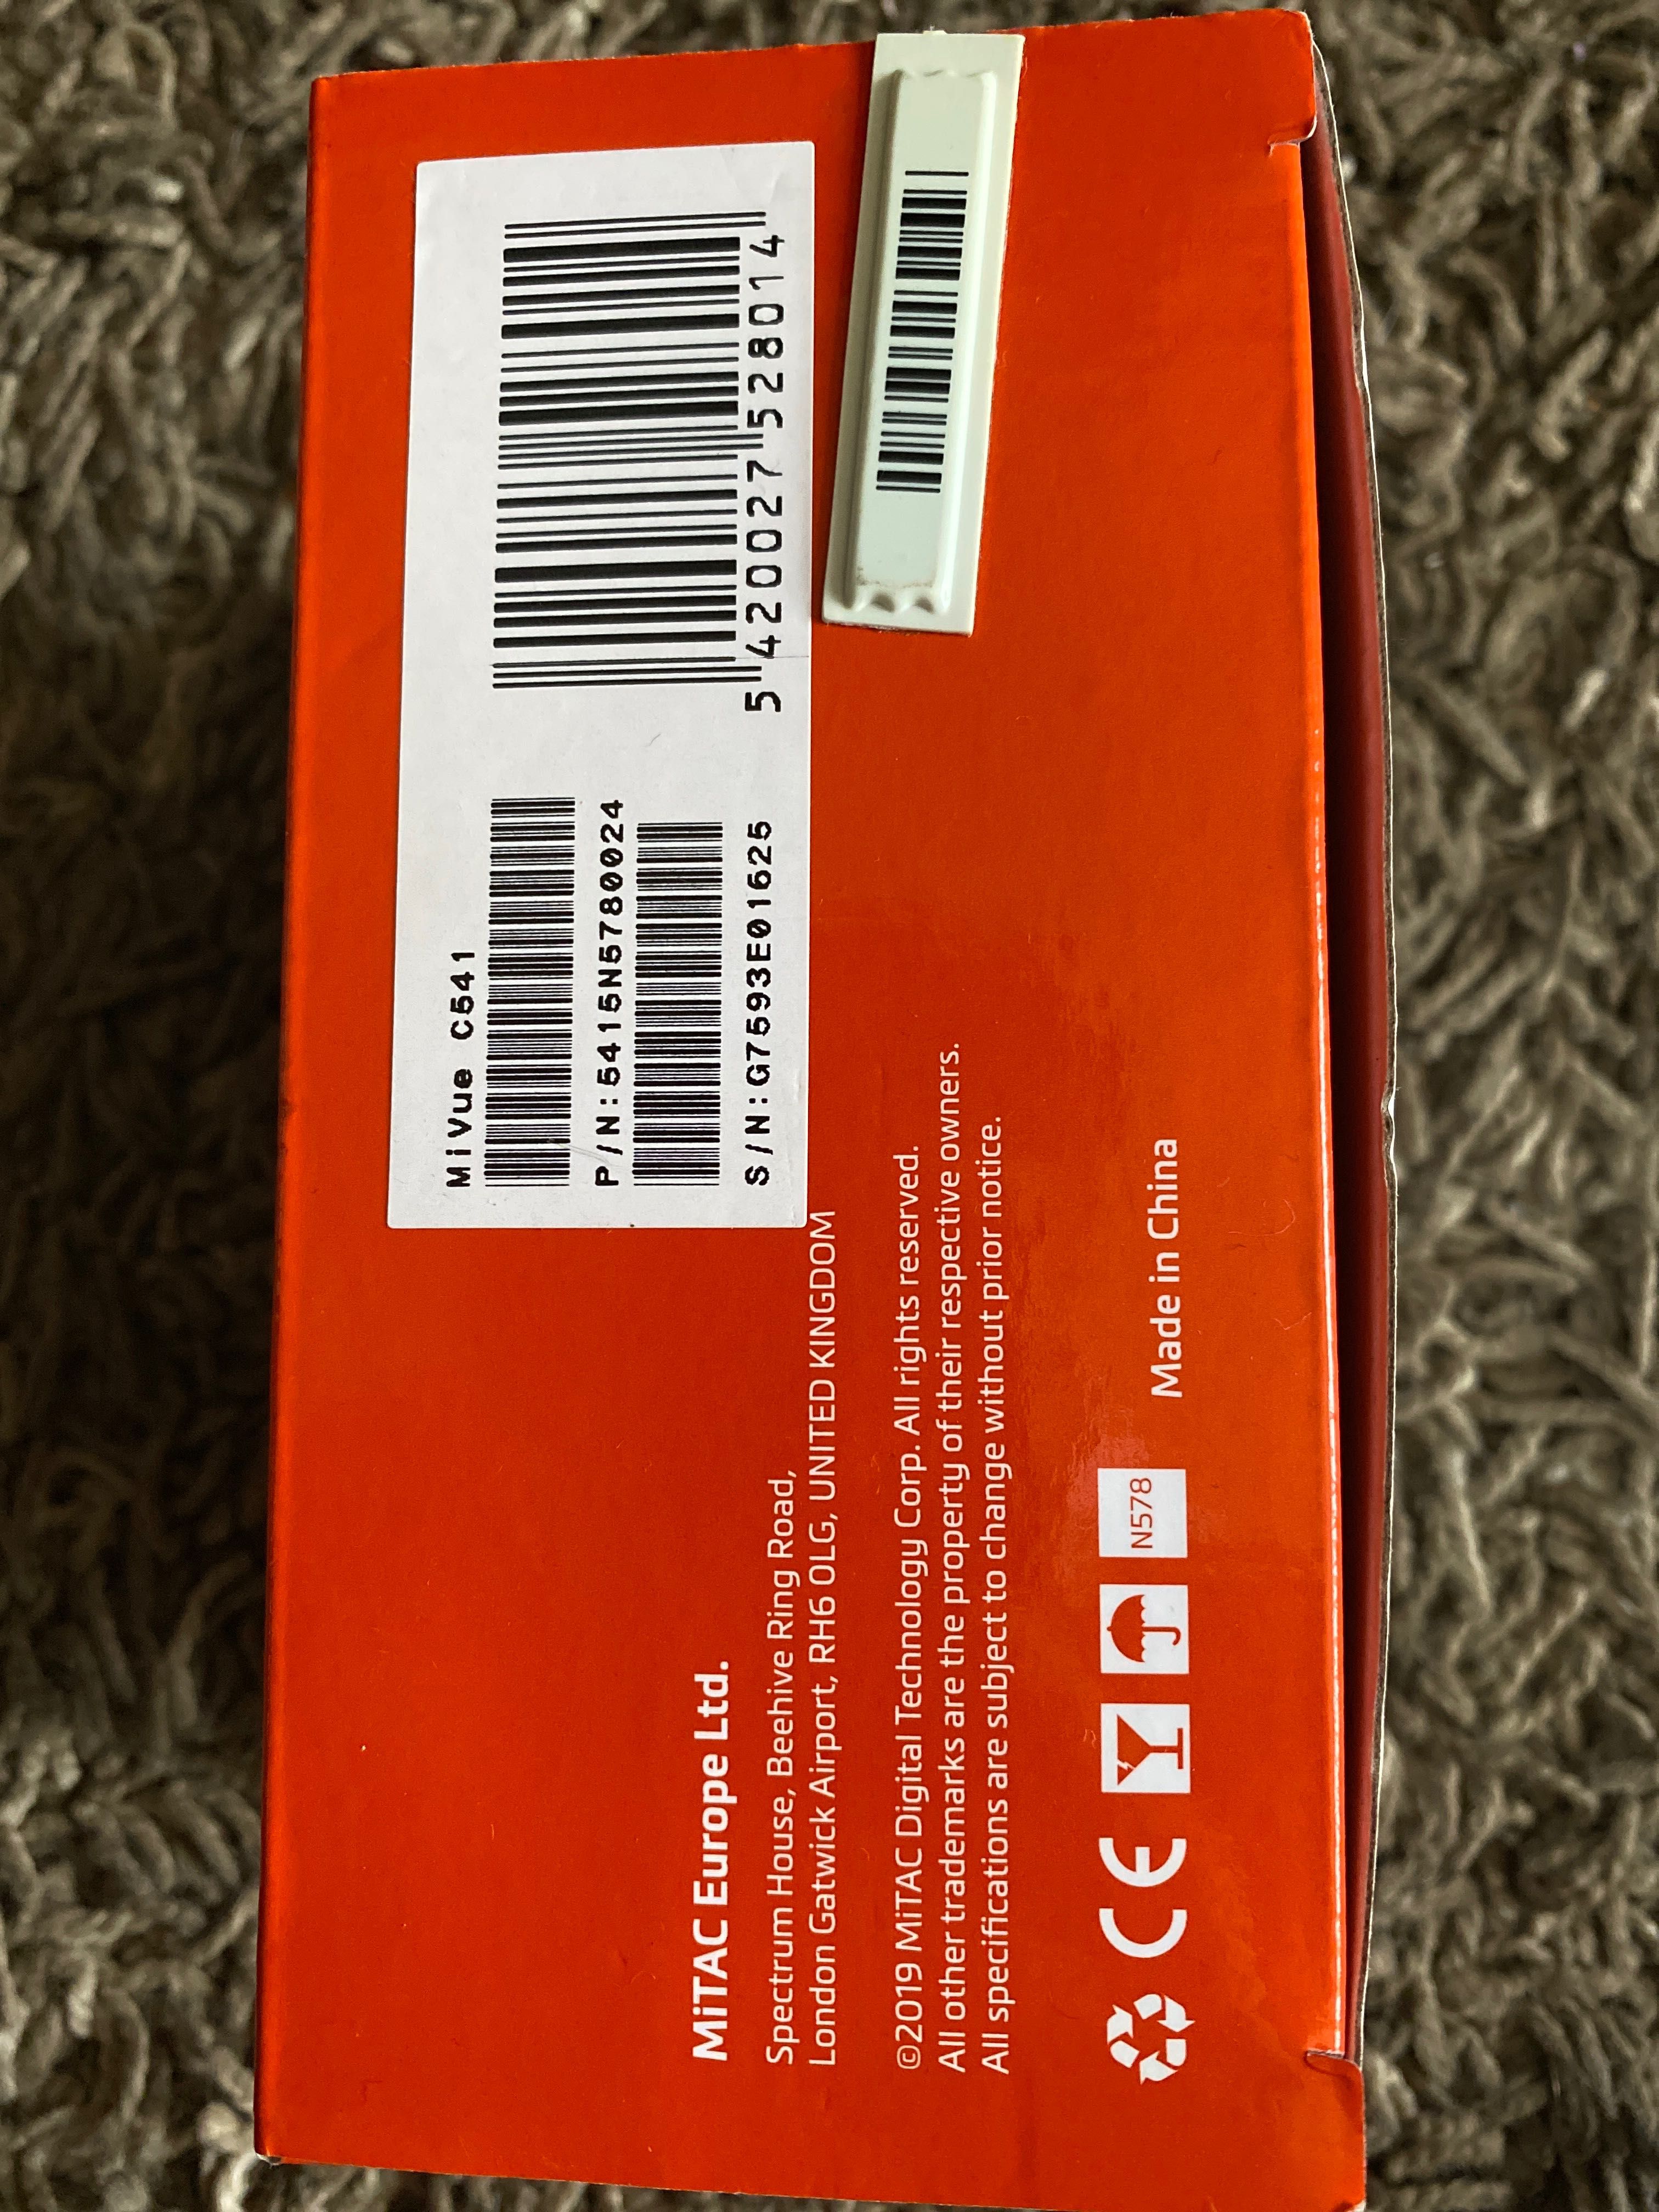 MiVue C541
P/N:5415N5780024
S/N:G7593E01625
5 420027 528014
MiTAC Europe Ltd.
Spectrum House, Beehive Ring Road,
London Gatwick Airport, RH6 0LG, UNITED KINGDOM
©2019 MiTAC Digital Technology Corp. All rights reserved.
All other trademarks are the property of their respective owners.
All specifications are subject to change without prior notice.
CE
N578
Made in China